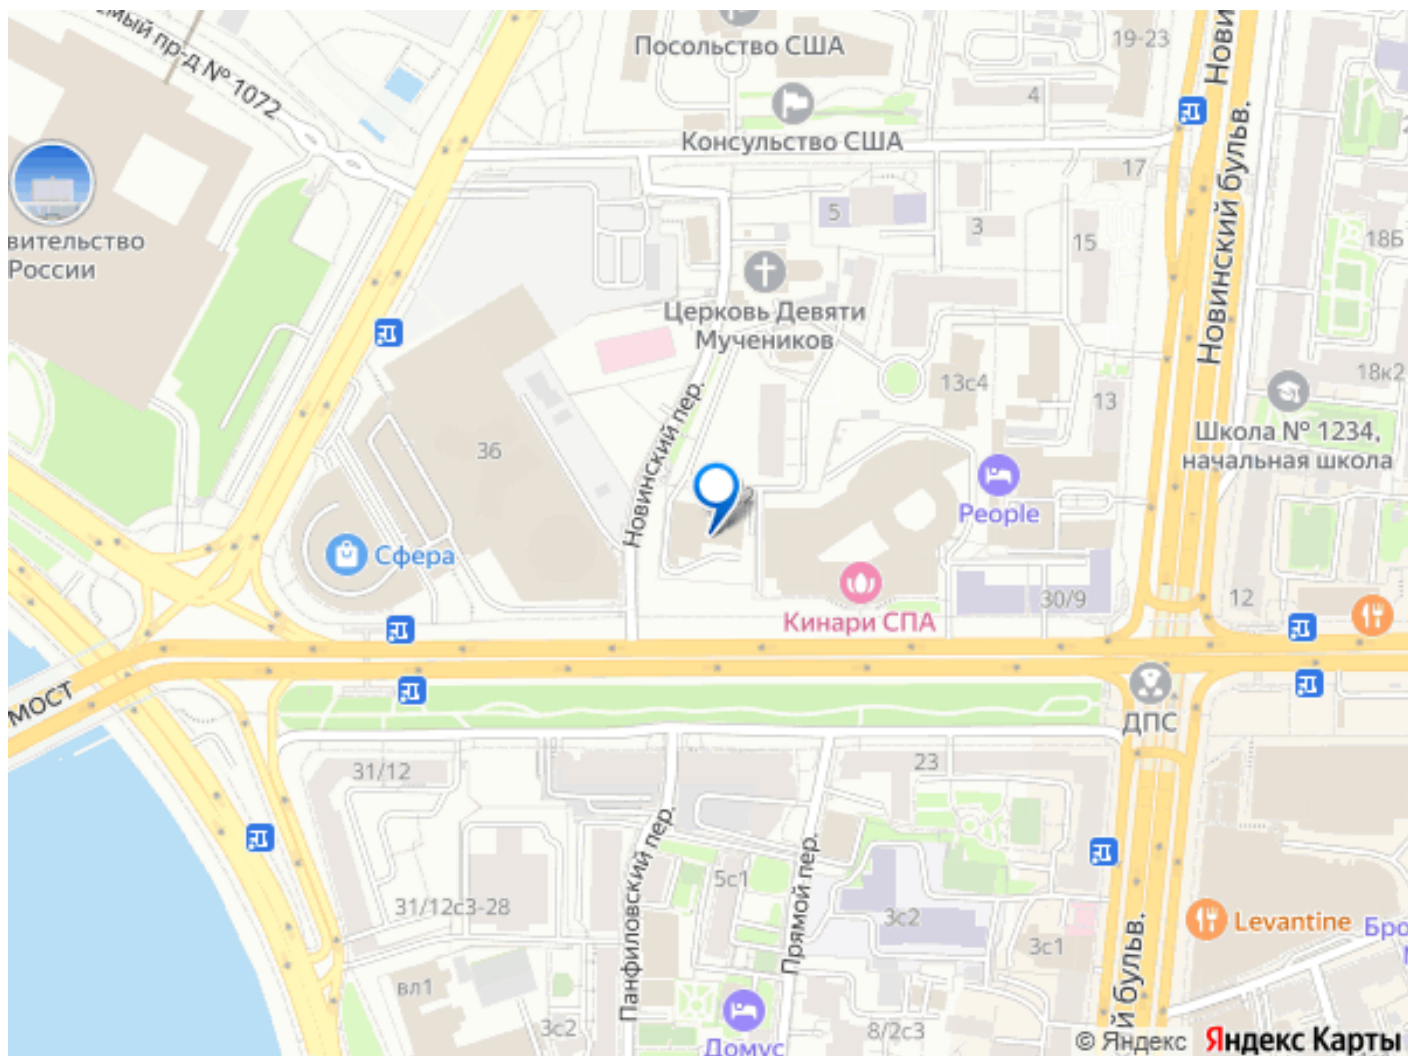 емый пр-д № 1072
Посольство США
19-23
Нови
4
Консульство США
17
вительство
России
5
3
15
18Б
Новинский бульв.
Церковь Девяти
Мучеников
13с4
13
18к2
36
Новинский пер.
Школа № 1234,
начальная школа
People
Сфера
2
30/9
12
Кинари СПА
мост
ДПС
31/12
23
Панфиловский пер.
Прямой пер.
5с1
31/12с3-28
3с2
3с1
Levantine
Бро
вл1
3с2
8/2с3
Домус
й бульв.
© Яндекс Яндекс Карты